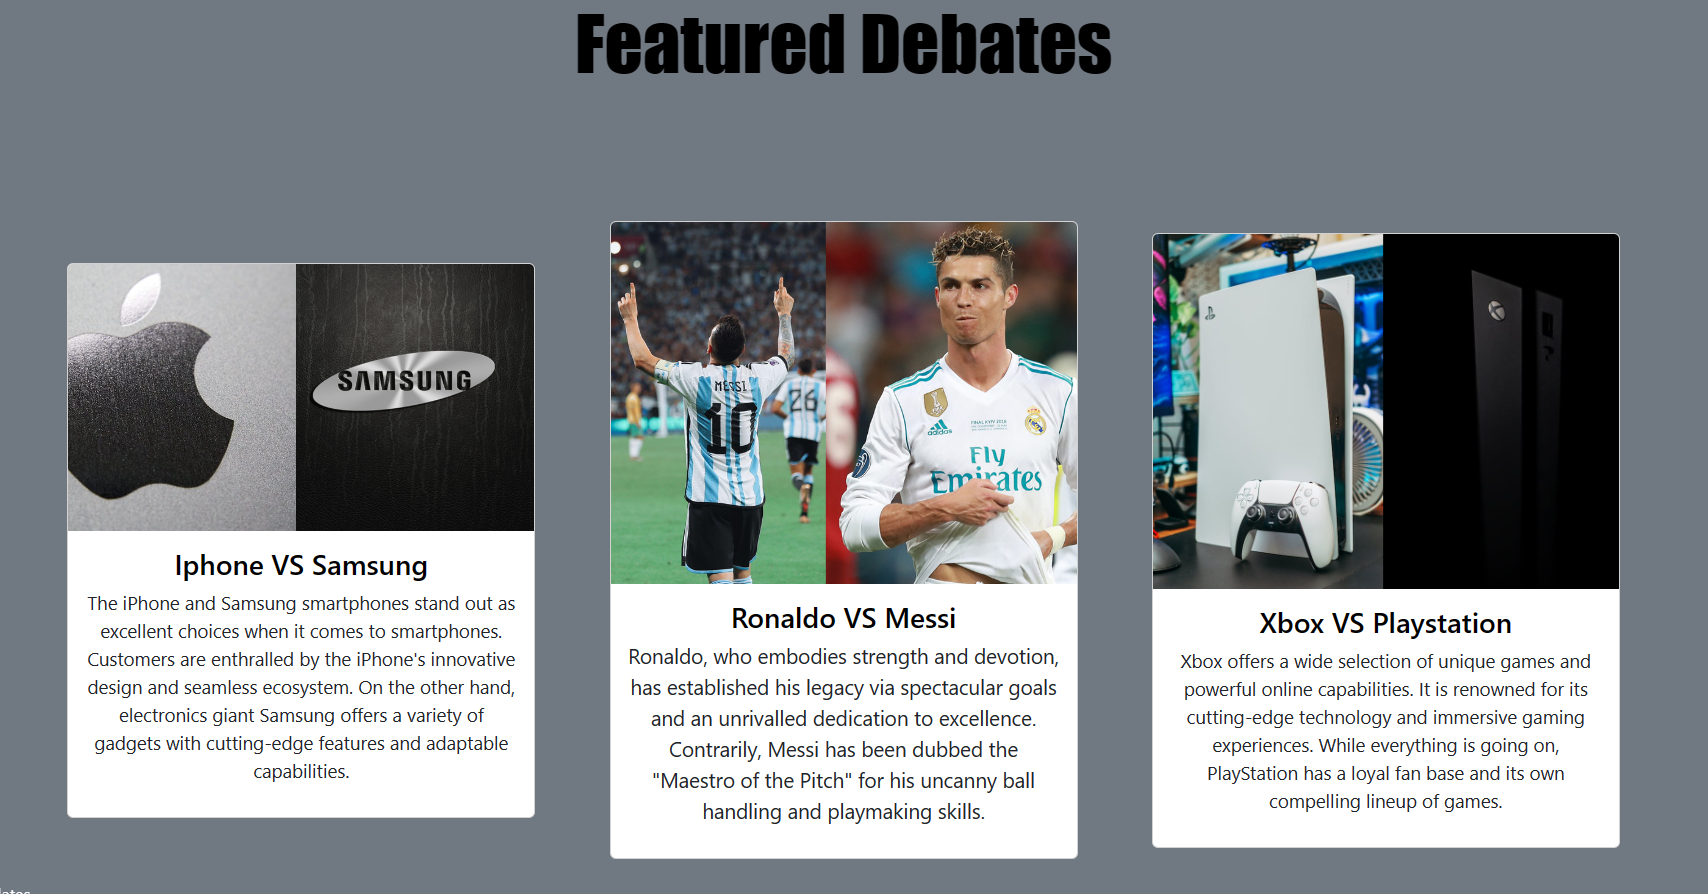 Featured Debates
SAMSUNG
Iphone VS Samsung
The iPhone and Samsung smartphones stand out as
excellent choices when it comes to smartphones.
Customers are enthralled by the iPhone's innovative
design and seamless ecosystem. On the other hand,
electronics giant Samsung offers a variety of
gadgets with cutting-edge features and adaptable
capabilities.
MESSI
10
26
adidas
FINAL KYIV 2018
Fly
Emirates
Ronaldo VS Messi
Ronaldo, who embodies strength and devotion,
has established his legacy via spectacular goals
and an unrivalled dedication to excellence.
Contrarily, Messi has been dubbed the
"Maestro of the Pitch" for his uncanny ball
handling and playmaking skills.
Xbox VS Playstation
Xbox offers a wide selection of unique games and
powerful online capabilities. It is renowned for its
cutting-edge technology and immersive gaming
experiences. While everything is going on,
PlayStation has a loyal fan base and its own
compelling lineup of games.